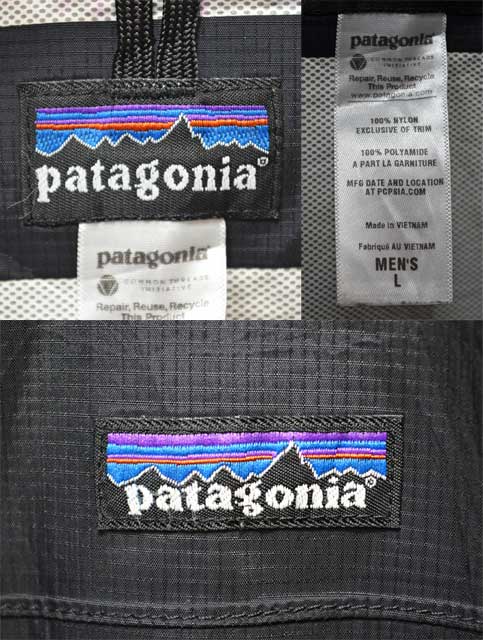 patagonia®
patagonia®
COMMON THREADS
INITIATIVE
Repair, Reuse, Recycle
This Product
patagonia®
COMMON THREADS
INITIATIVE
Repair, Reuse, Recycle
This Product
www.patagonia.com
100% NYLON
EXCLUSIVE OF TRIM
100% POLYAMIDE
A PART LA GARNITURE
MFG DATE AND LOCATION
AT PCPSIA.COM
Made in VIETNAM
Fabriqué AU VIETNAM
MEN'S
L
patagonia®